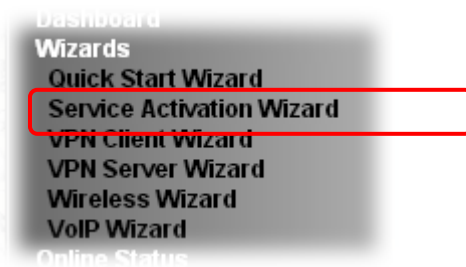 Dashboard
Wizards
Quick Start Wizard
Service Activation Wizard
VPN Client Wizard
VPN Server Wizard
Wireless Wizard
VoIP Wizard
Online Status